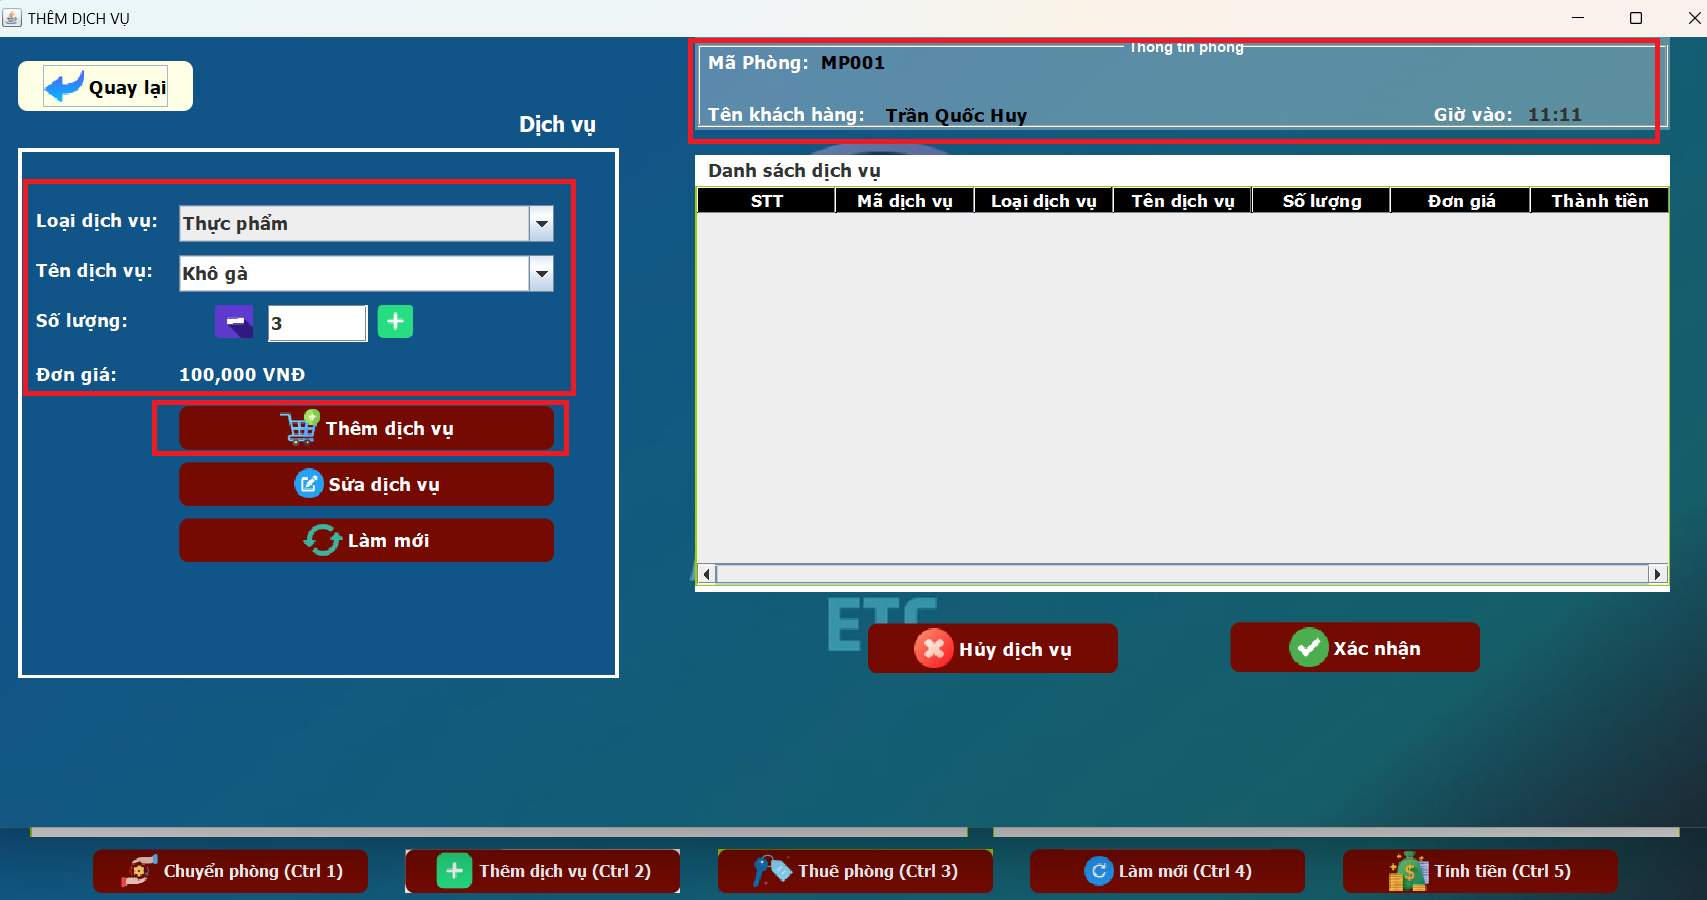 THÊM DỊCH VỤ
Quay lại
Dịch vụ
Loại dịch vụ: Thực phẩm
Tên dịch vụ: Khô gà
Số lượng: 3
Đơn giá: 100,000 VNĐ
Thêm dịch vụ
Sửa dịch vụ
Làm mới
Thông tin phòng
Mã Phòng: MP001
Tên khách hàng: Trần Quốc Huy Giờ vào: 11:11
Danh sách dịch vụ
STT Mã dịch vụ Loại dịch vụ Tên dịch vụ Số lượng Đơn giá Thành tiền
Hủy dịch vụ Xác nhận
Chuyển phòng (Ctrl 1) Thêm dịch vụ (Ctrl 2) Thuê phòng (Ctrl 3) Làm mới (Ctrl 4) Tính tiền (Ctrl 5)